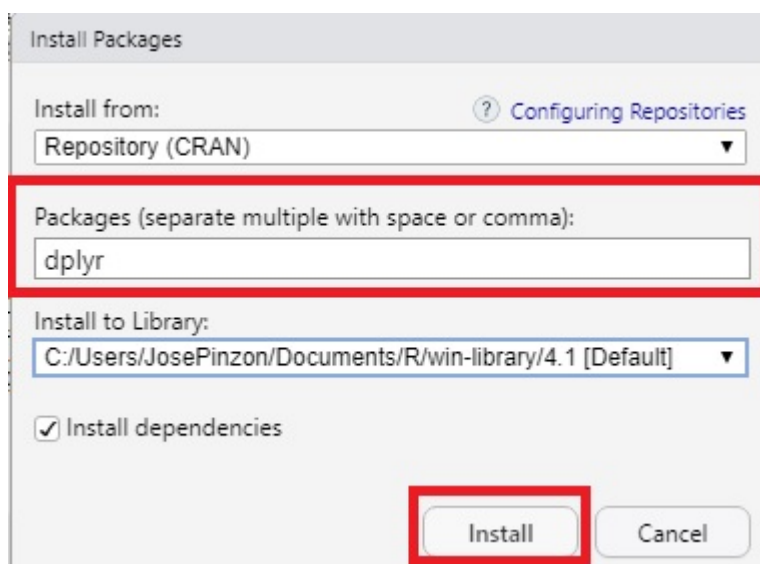 Install Packages
Install from:
? Configuring Repositories
Repository (CRAN)
Packages (separate multiple with space or comma):
dplyr
Install to Library:
C:/Users/JosePinzon/Documents/R/win-library/4.1 [Default]
Install dependencies
Install
Cancel